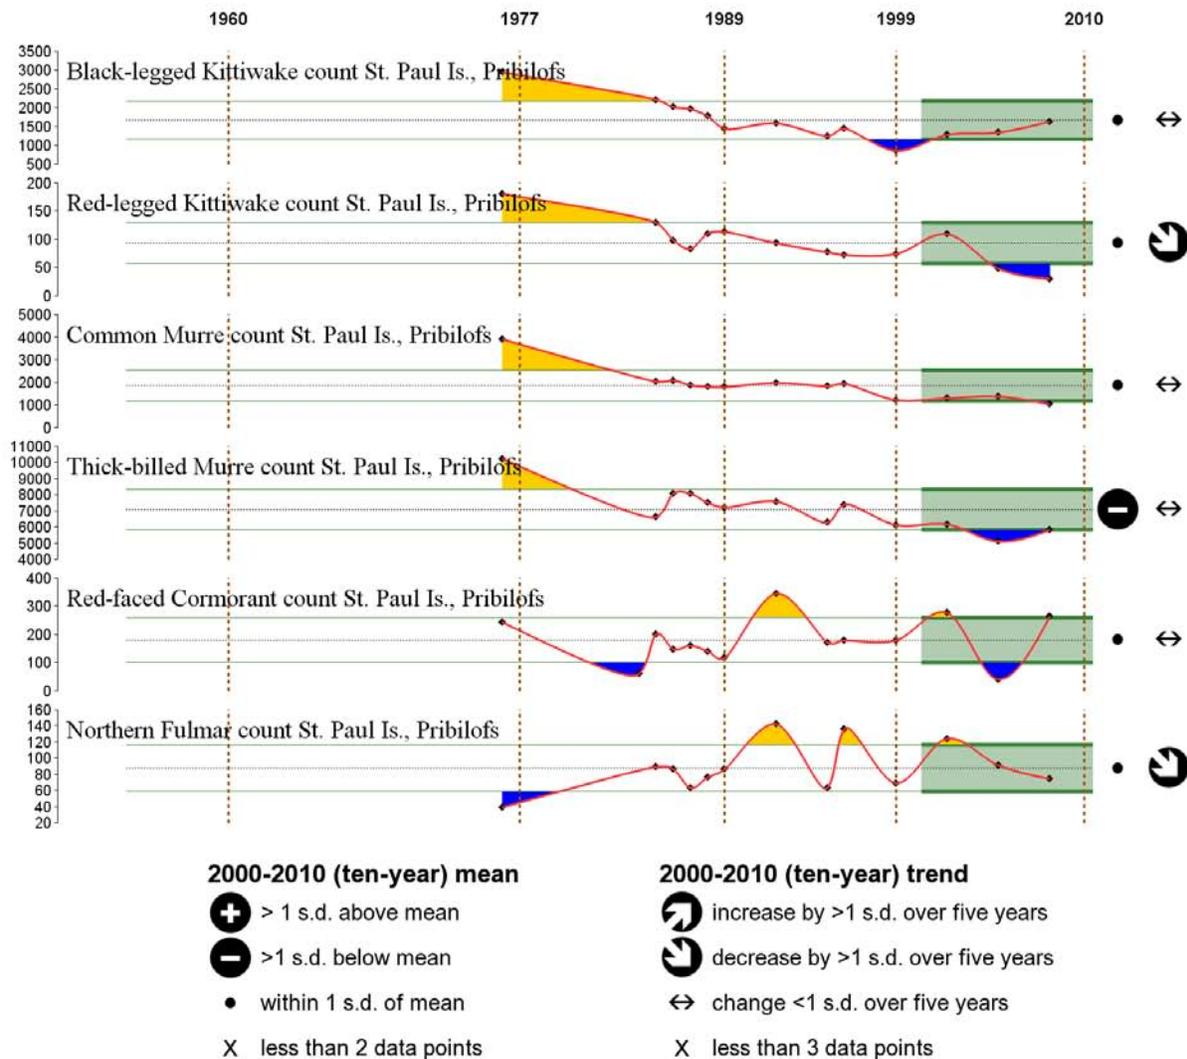 1960 1977 1989 1999 2010
3500
3000
2500
2000
1500
1000
500
Black-legged Kittiwake count St. Paul Is., Pribilofs
200
150
100
50
0
Red-legged Kittiwake count St. Paul Is., Pribilofs
5000
4000
3000
2000
1000
0
Common Murre count St. Paul Is., Pribilofs
11000
10000
9000
8000
7000
6000
5000
4000
Thick-billed Murre count St. Paul Is., Pribilofs
400
300
200
100
0
Red-faced Cormorant count St. Paul Is., Pribilofs
160
140
120
100
80
60
40
20
Northern Fulmar count St. Paul Is., Pribilofs
2000-2010 (ten-year) mean
> 1 s.d. above mean
>1 s.d. below mean
within 1 s.d. of mean
X less than 2 data points
2000-2010 (ten-year) trend
increase by >1 s.d. over five years
decrease by >1 s.d. over five years
change <1 s.d. over five years
X less than 3 data points